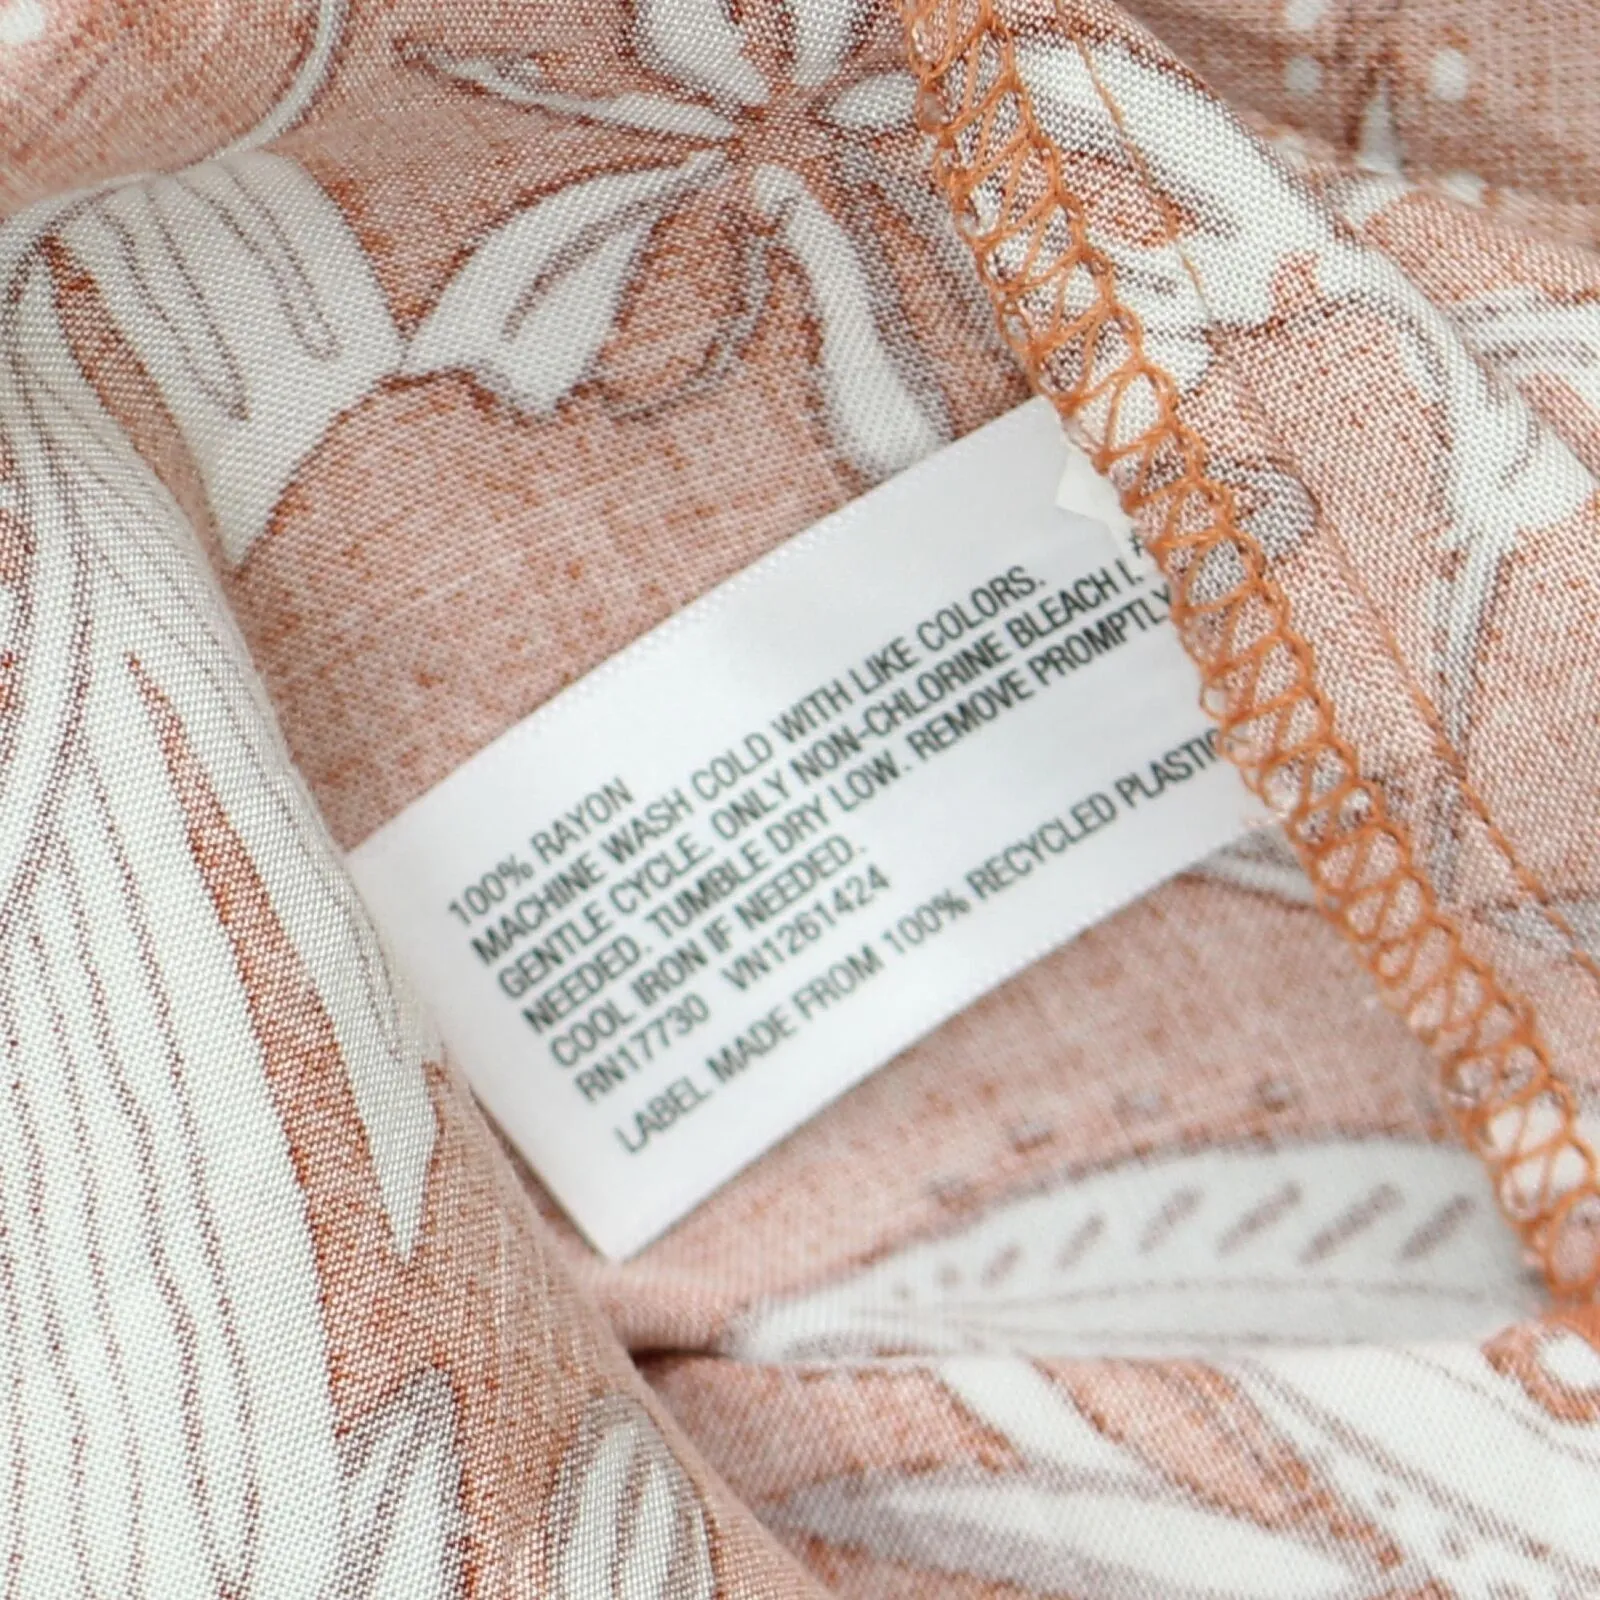 100% RAYON
MACHINE WASH COLD WITH LIKE COLORS.
GENTLE CYCLE. ONLY NON-CHLORINE BLEACH
NEEDED. TUMBLE DRY LOW. REMOVE PROMPTLY
COOL IRON IF NEEDED.
RN17730 VN1261424
LABEL MADE FROM 100% RECYCLED PLASTIC